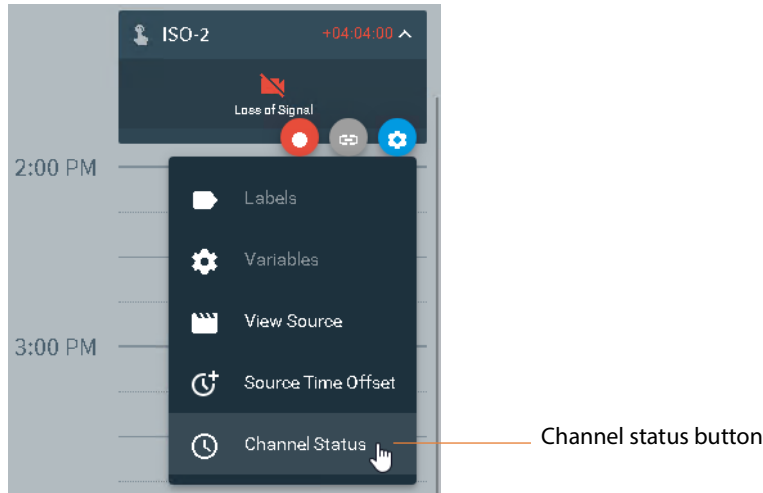 ISO-2 +04:04:00
Loss of Signal
2:00 PM
Labels
Variables
View Source
3:00 PM
Source Time Offset
Channel Status
Channel status button